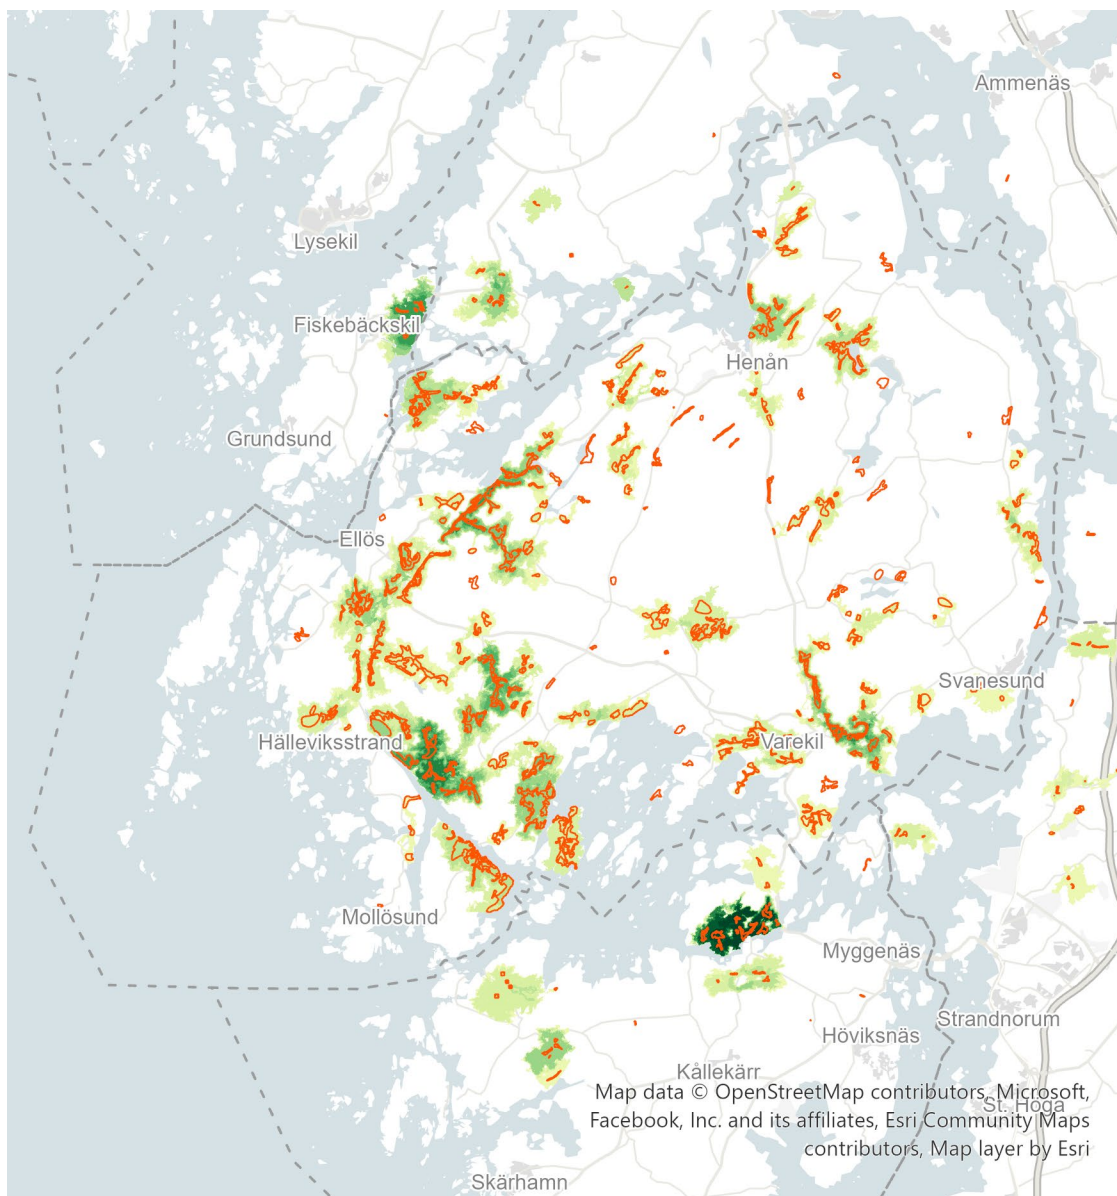 Ammenäs
Lysekil
Fiskebäckskil
Henån
Grundsund
Ellös
Svanesund
Hälleviksstrand
Varekil
Mollösund
Myggenäs
Strandnorum
Höviksnäs
Kållekärr
St. Höga
Map data © OpenStreetMap contributors, Microsoft,
Facebook, Inc. and its affiliates, Esri Community Maps
contributors, Map layer by Esri
Skärhamn